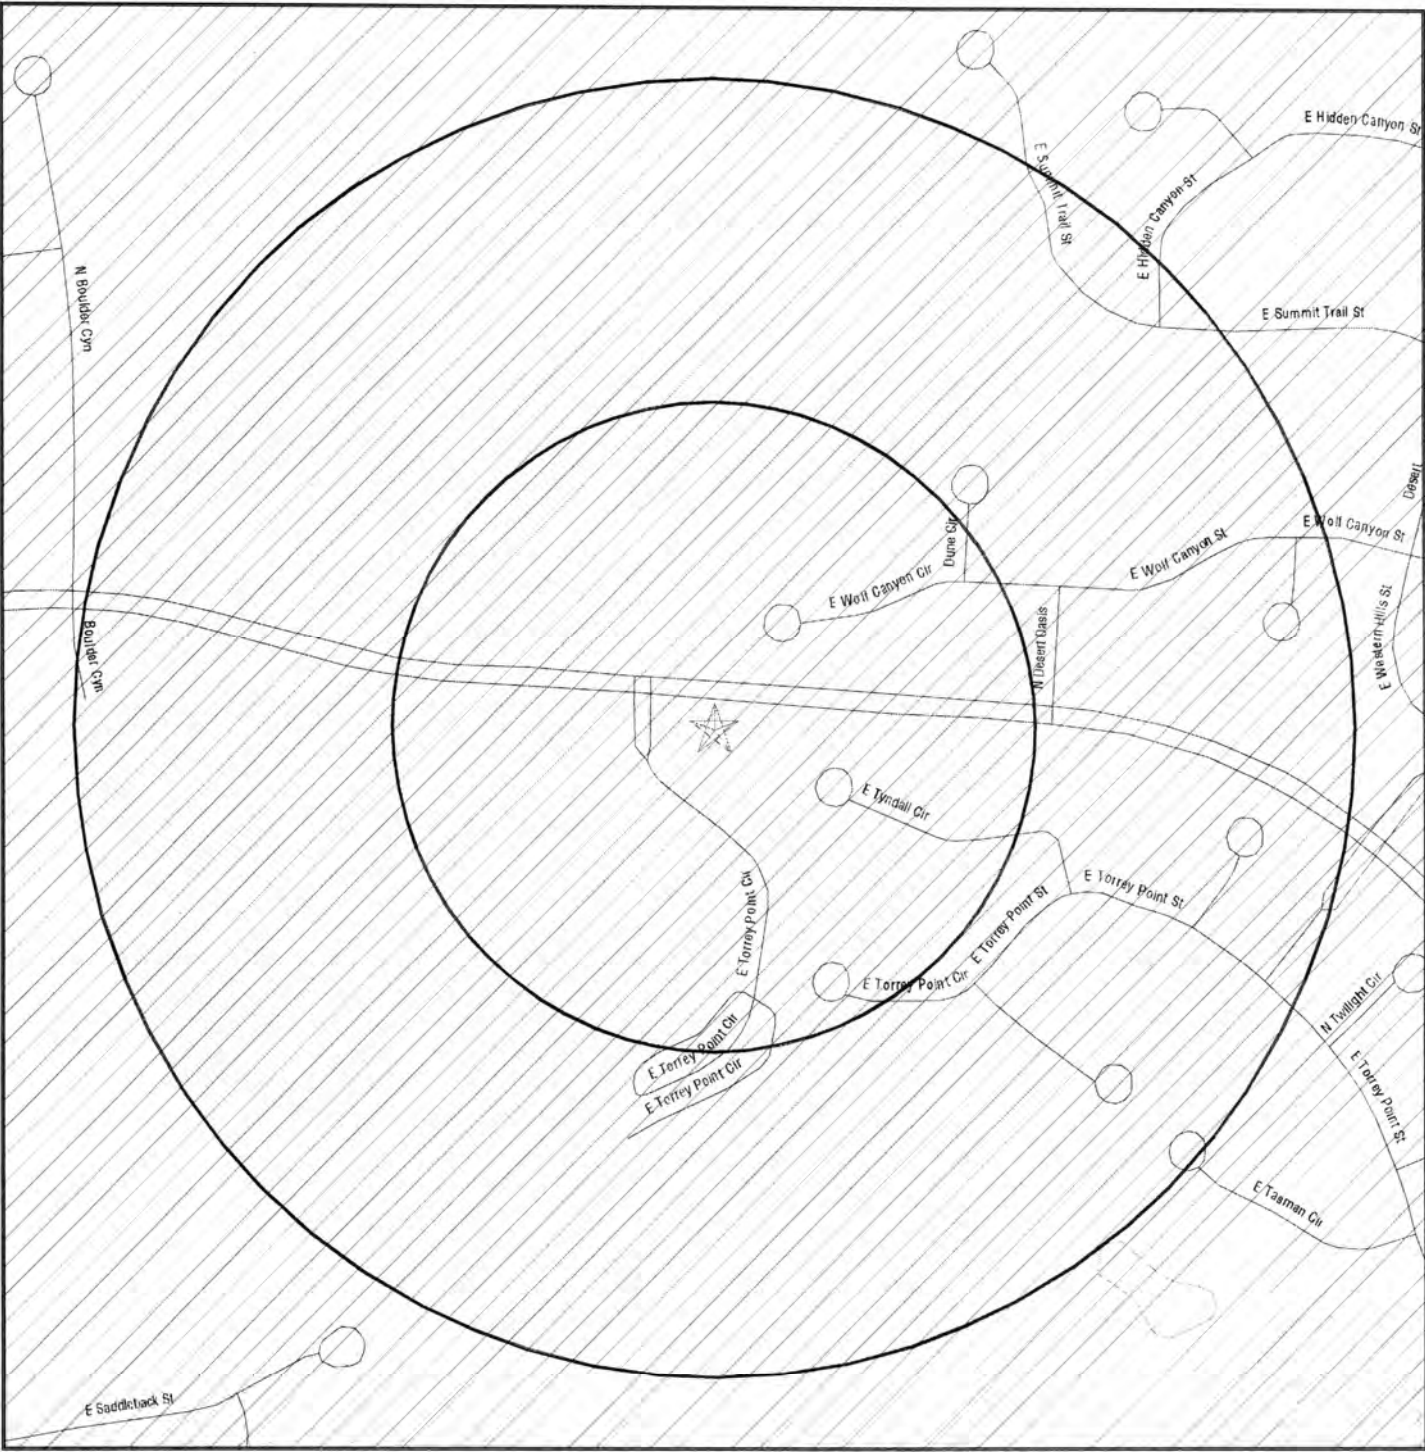 E Hidden Canyon St
E Summit Trail St
E Hidden Canyon St
N Boulder Cyn
E Summit Trail St
Desert
E Wolf Canyon St
Dune Cir
E Wolf Canyon St
E Wolf Canyon Cir
N Desert Oasis
E Western Hills St
Boulder Cyn
E Tyndall Cir
E Torrey Point St
E Torrey Point Cir
E Torrey Point St
E Torrey Point Cir
N Twilight Cir
E Torrey Point Cir
E Torrey Point Cir
E Torrey Point St
E Tasman Cir
E Saddleback St